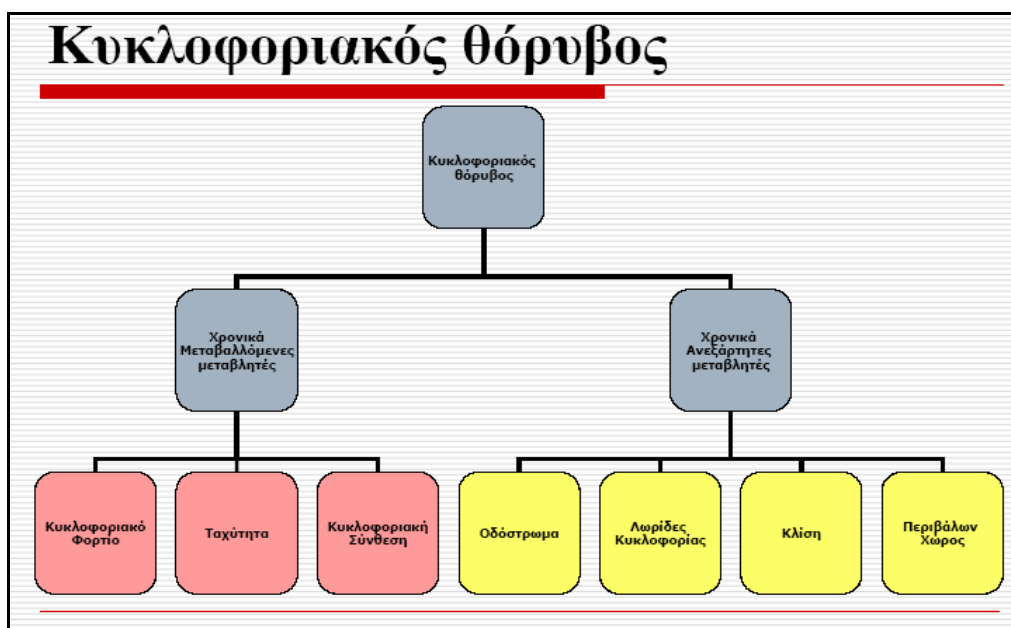 Κυκλοφοριακός θόρυβος
Κυκλοφοριακός
θόρυβος
Χρονικά
Μεταβαλλόμενες
μεταβλητές
Χρονικά
Ανεξάρτητες
μεταβλητές
Κυκλοφοριακό
Φορτίο
Ταχύτητα
Κυκλοφοριακή
Σύνθεση
Οδόστρωμα
Λωρίδες
Κυκλοφορίας
Κλίση
Περιβάλων
Χώρος